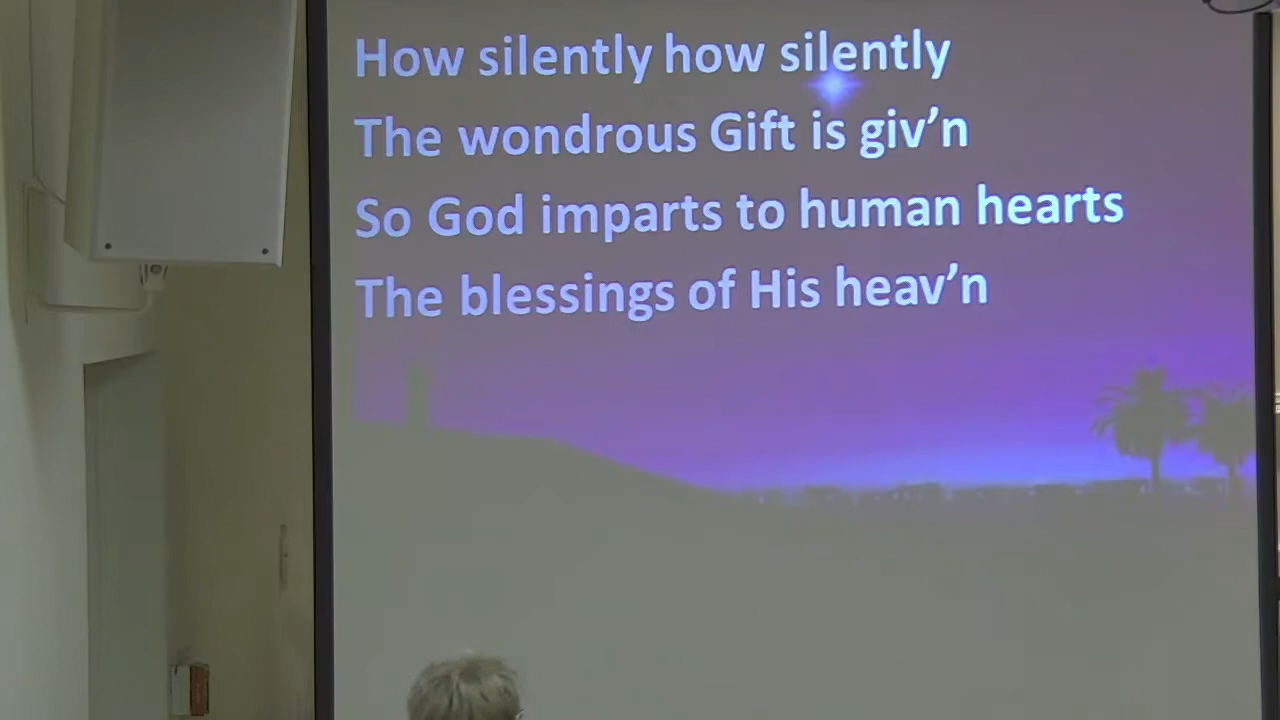 How silently how silently
The wondrous Gift is giv’n
So God imparts to human hearts
The blessings of His heav’n